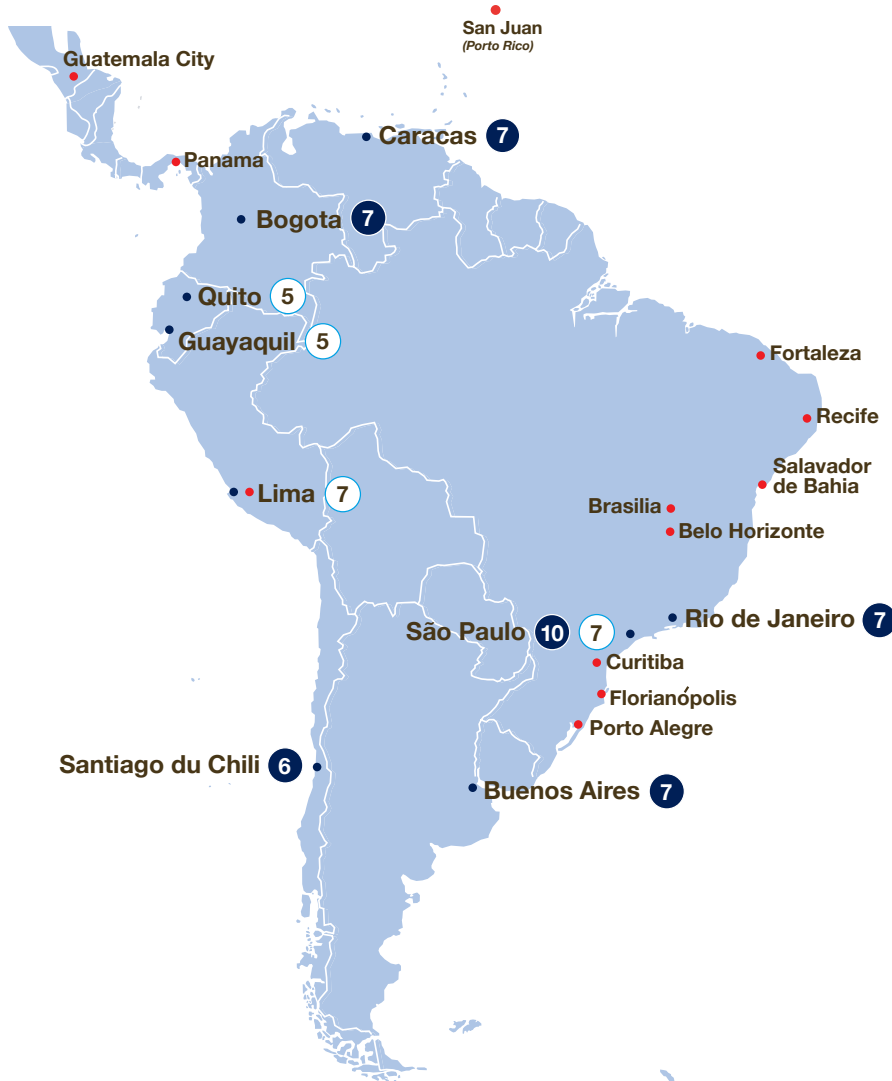 San Juan
(Porto Rico)
Guatemala City
Caracas 7
Panama
Bogota 7
Quito 5
Guayaquil 5
Fortaleza
Recife
Salavador
de Bahia
Lima 7
Brasilia
Belo Horizonte
Rio de Janeiro 7
São Paulo 10 7
Curitiba
Florianópolis
Porto Alegre
Santiago du Chili 6
Buenos Aires 7